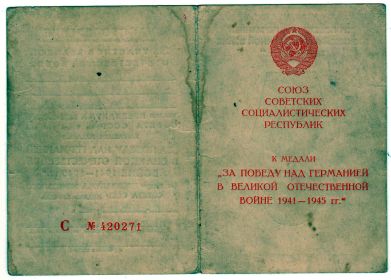 С № 420271
СОЮЗ
СОВЕТСКИХ
СОЦИАЛИСТИЧЕСКИХ
РЕСПУБЛИК
К МЕДАЛИ
„ЗА ПОБЕДУ НАД ГЕРМАНИЕЙ
В ВЕЛИКОЙ ОТЕЧЕСТВЕННОЙ
ВОЙНЕ 1941—1945 гг."